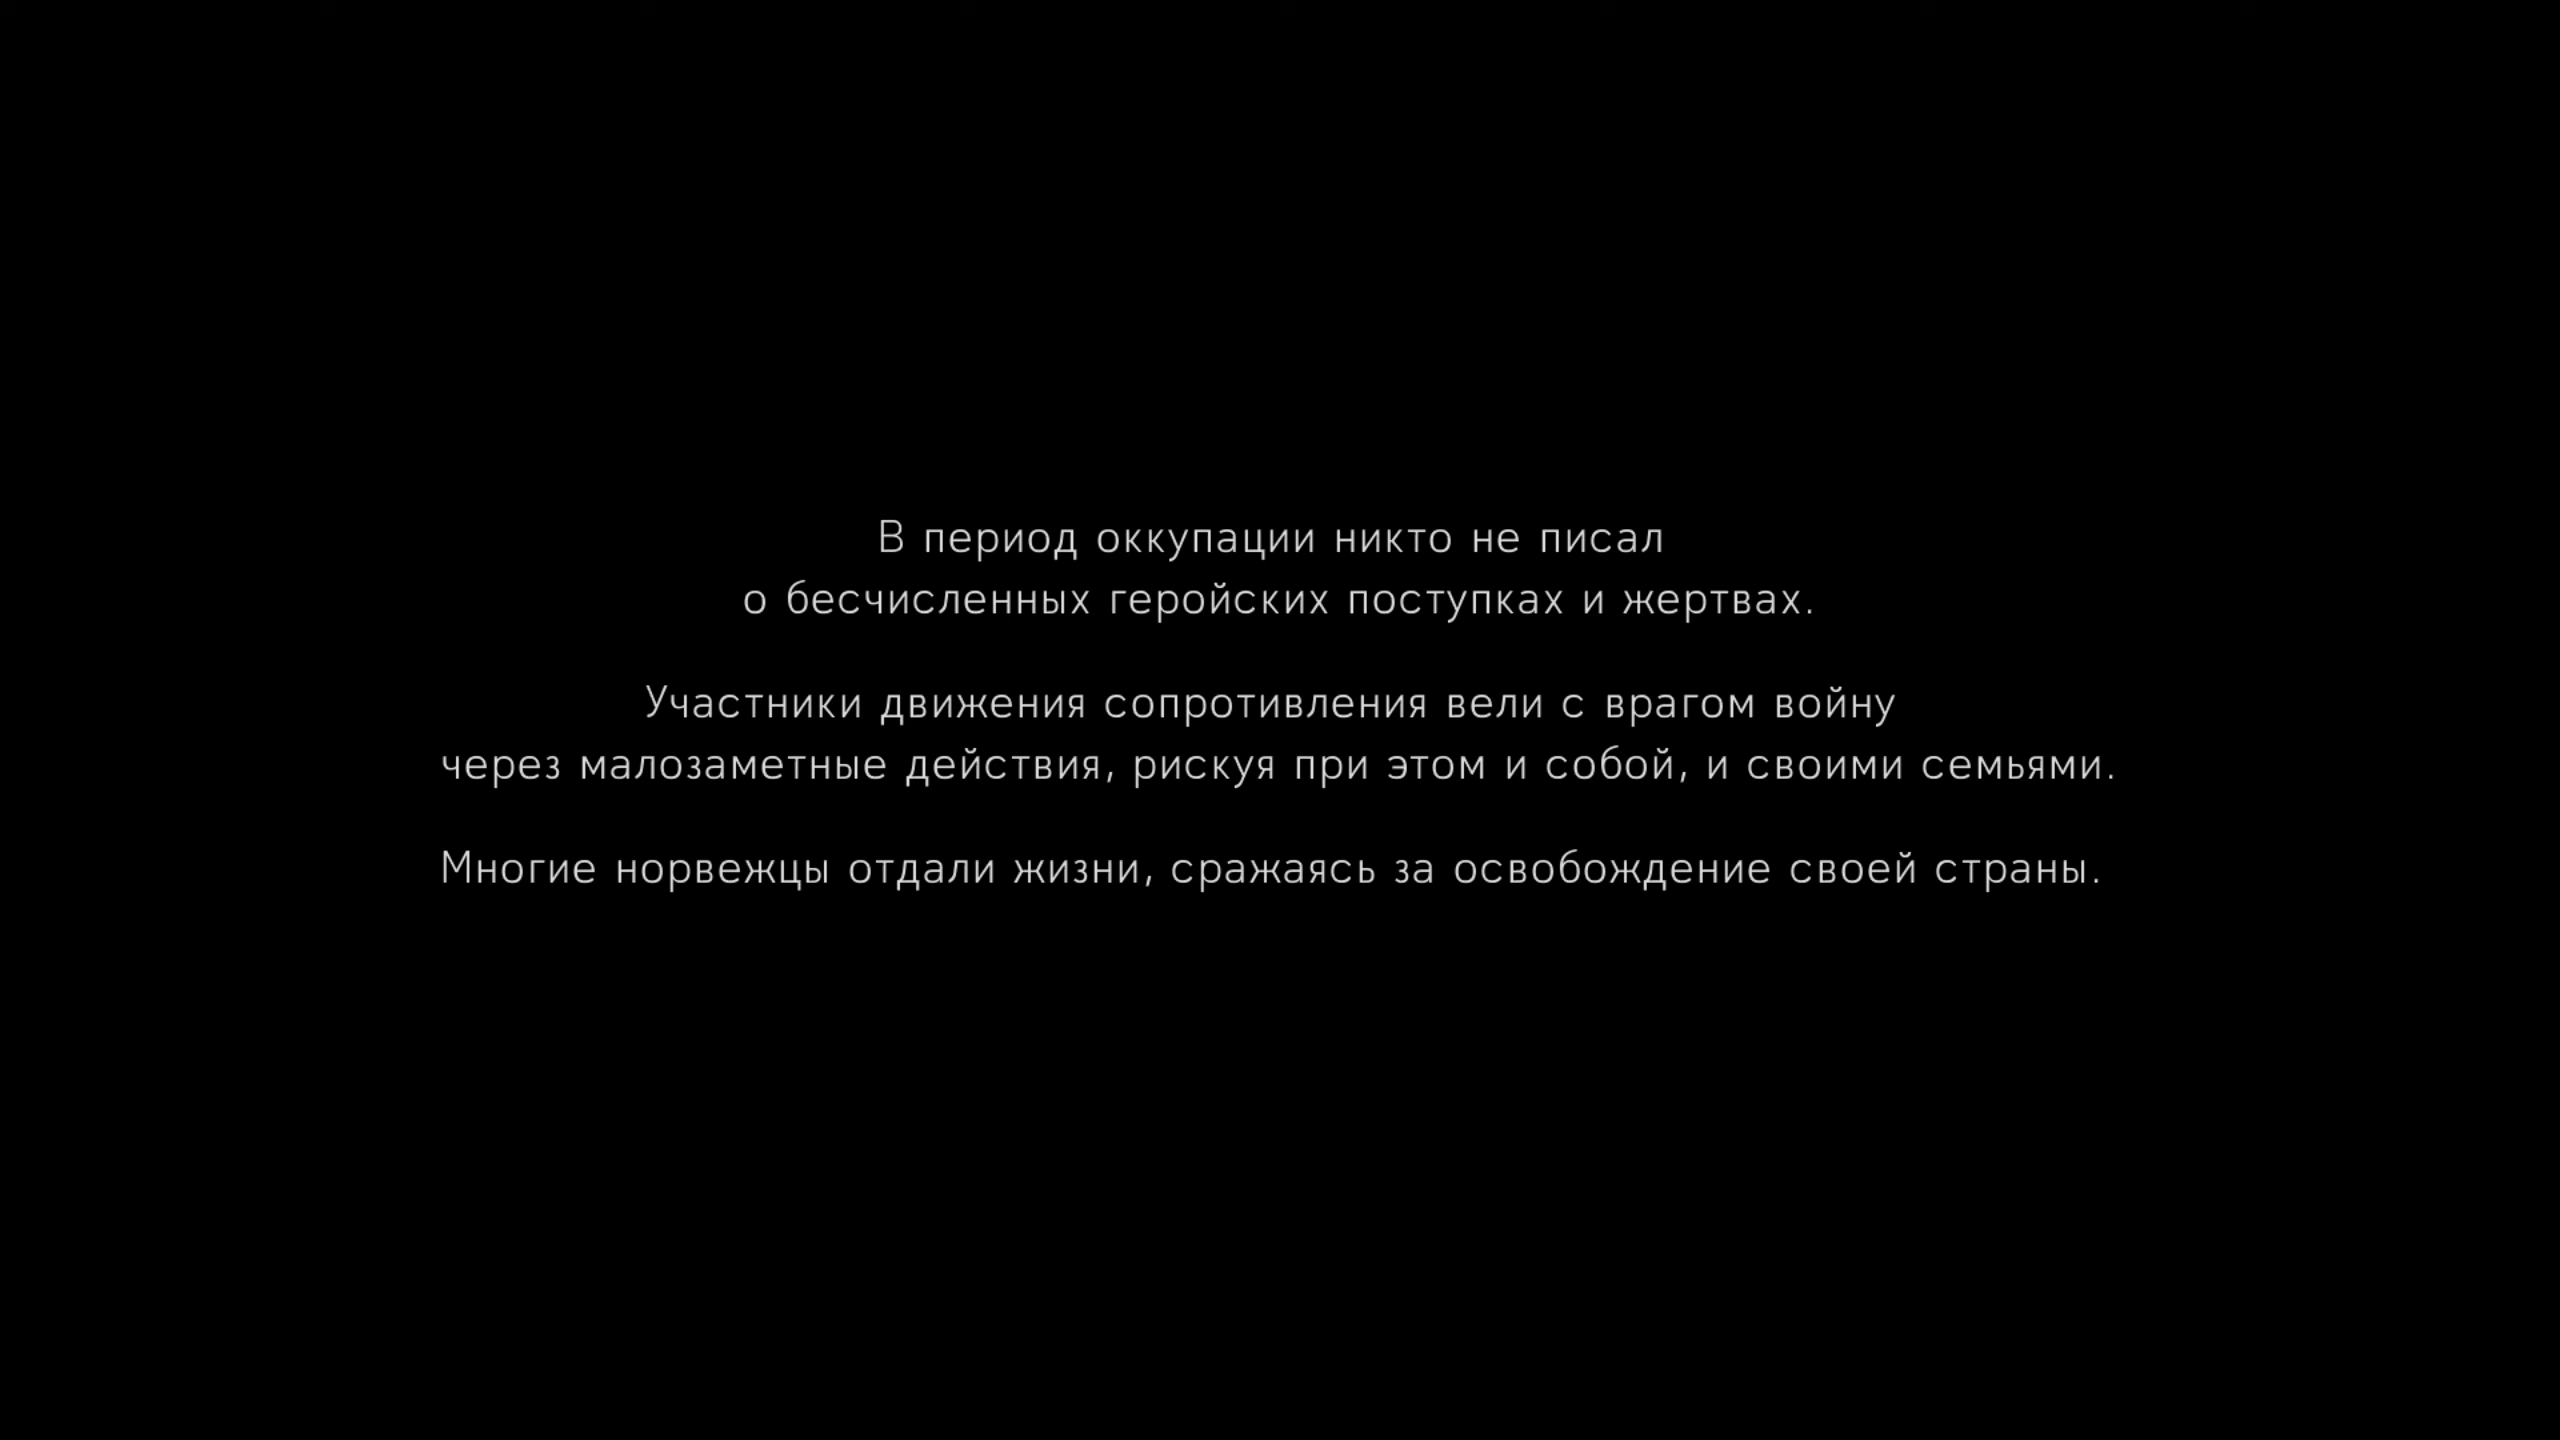 В период оккупации никто не писал
о бесчисленных геройских поступках и жертвах.
Участники движения сопротивления вели с врагом войну
через малозаметные действия, рискуя при этом и собой, и своими семьями.
Многие норвежцы отдали жизни, сражаясь за освобождение своей страны.